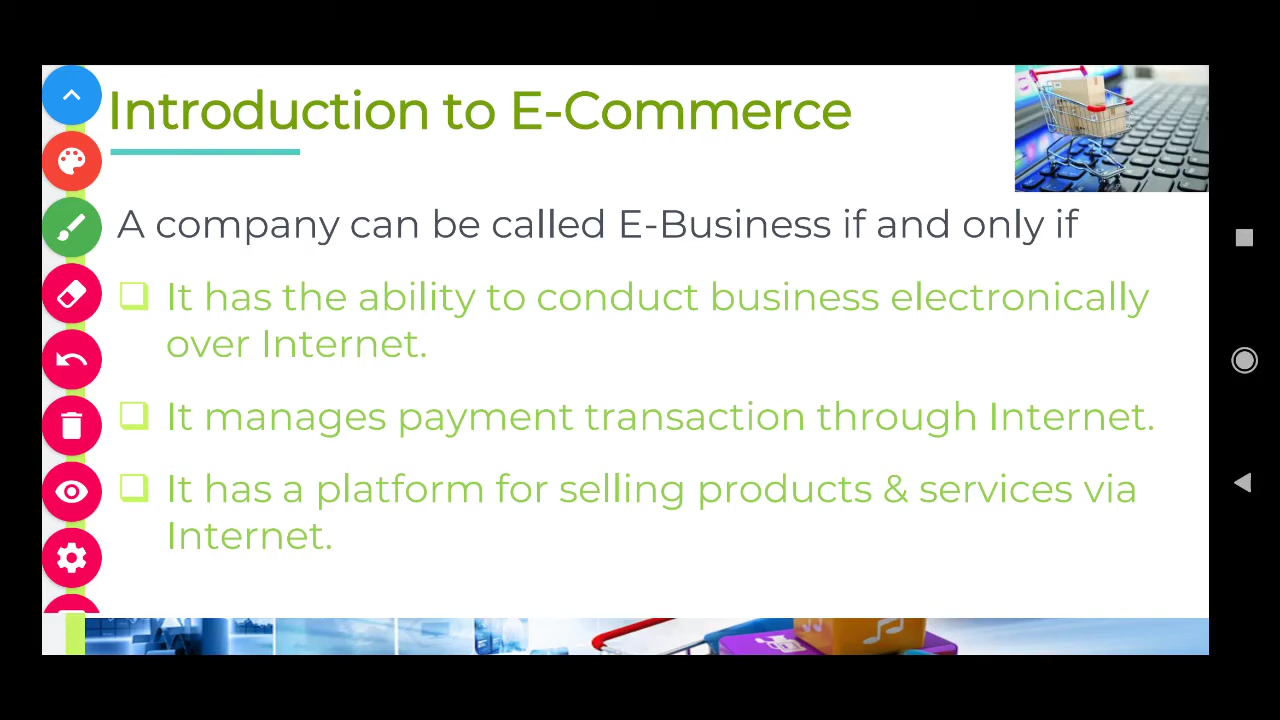 Introduction to E-Commerce
A company can be called E-Business if and only if
It has the ability to conduct business electronically
over Internet.
It manages payment transaction through Internet.
It has a platform for selling products & services via
Internet.